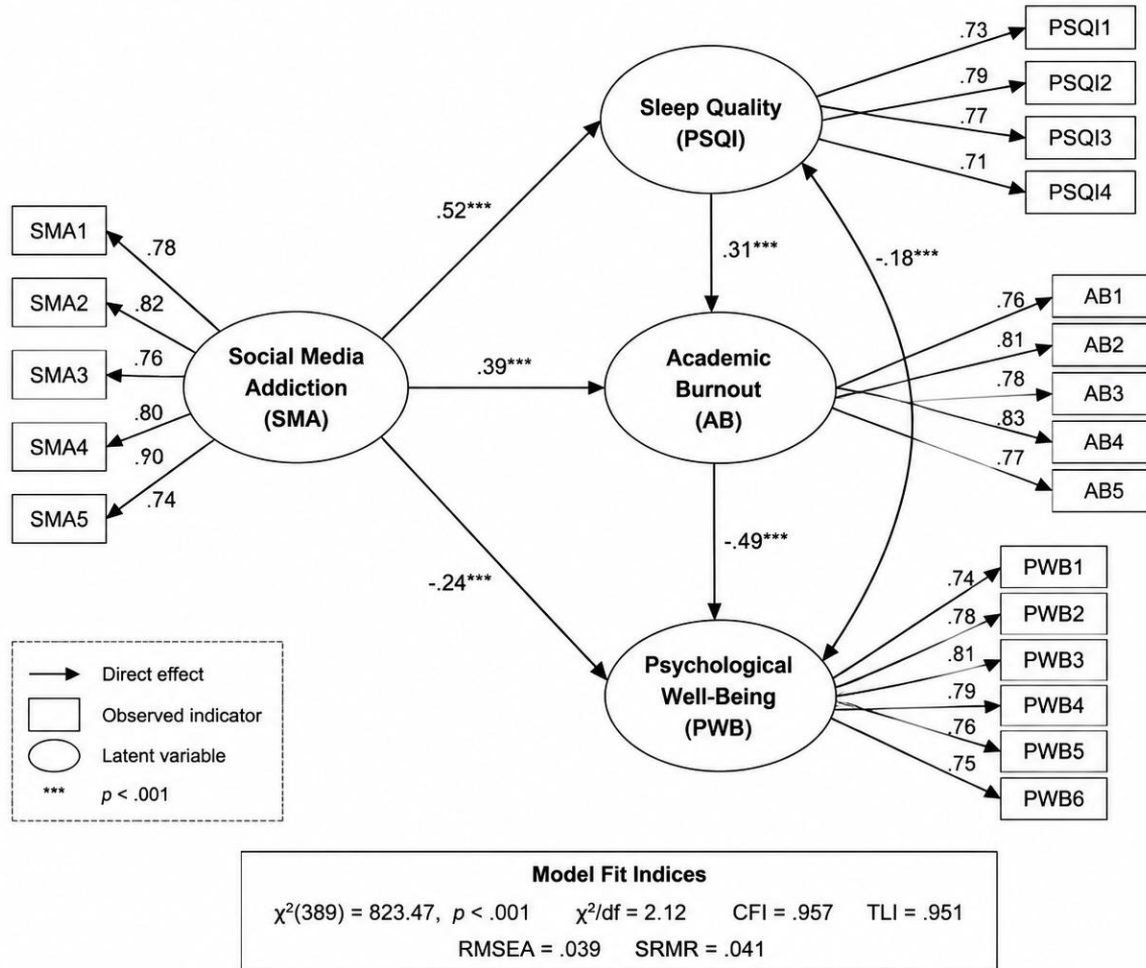 PSQI1
.73
Sleep Quality
(PSQI)
.79
PSQI2
.77
PSQI3
.71
PSQI4
.52***
.31***
-.18***
SMA1
.78
SMA2
.82
SMA3
.76
SMA4
.80
.90
SMA5
.74
Social Media
Addiction
(SMA)
.39***
Academic
Burnout
(AB)
.76
AB1
.81
AB2
.78
AB3
.83
AB4
.77
AB5
-.24***
-.49***
Psychological
Well-Being
(PWB)
.74
PWB1
.78
PWB2
.81
PWB3
.79
PWB4
.76
PWB5
.75
PWB6
Direct effect
Observed indicator
Latent variable
*** p < .001
Model Fit Indices
χ²(389) = 823.47, p < .001 χ²/df = 2.12 CFI = .957 TLI = .951
RMSEA = .039 SRMR = .041